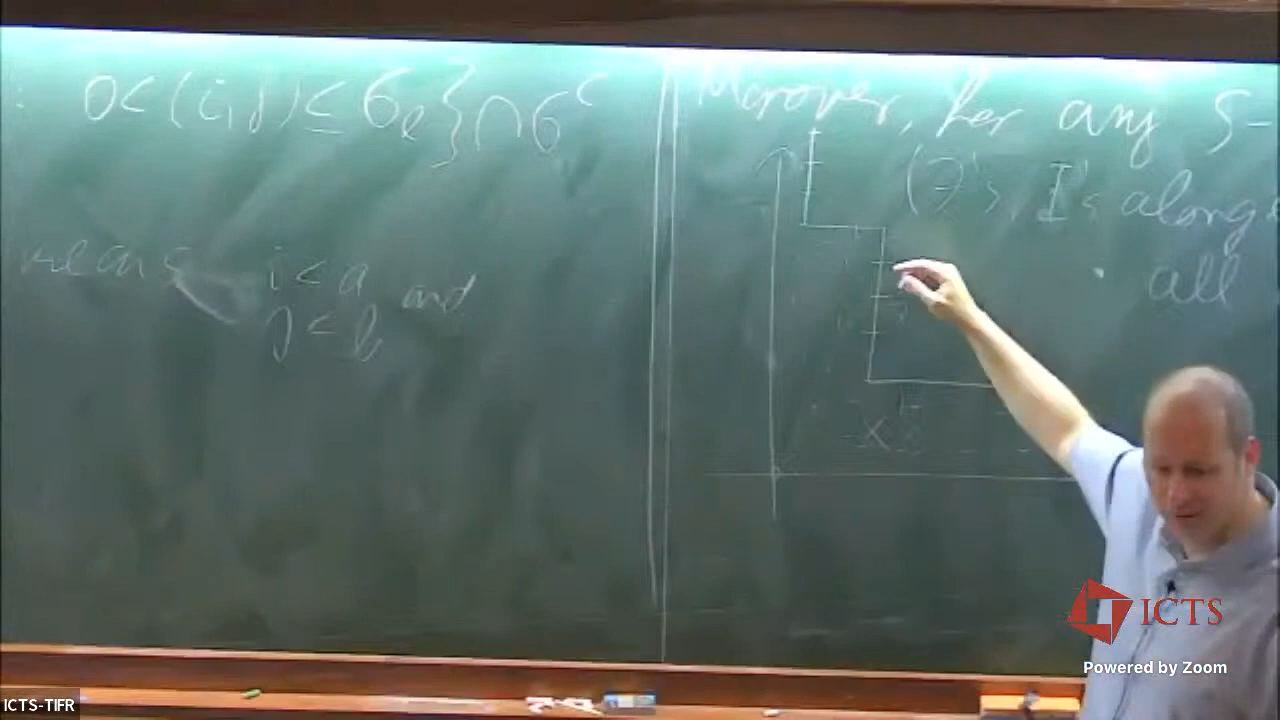 : 0<(i,j)≤σ_ℓ}∩σ^c
means i<a and
j<b
Moreover, for any S-
(J's, I's along
all
ICTS
Powered by Zoom
ICTS-TIFR